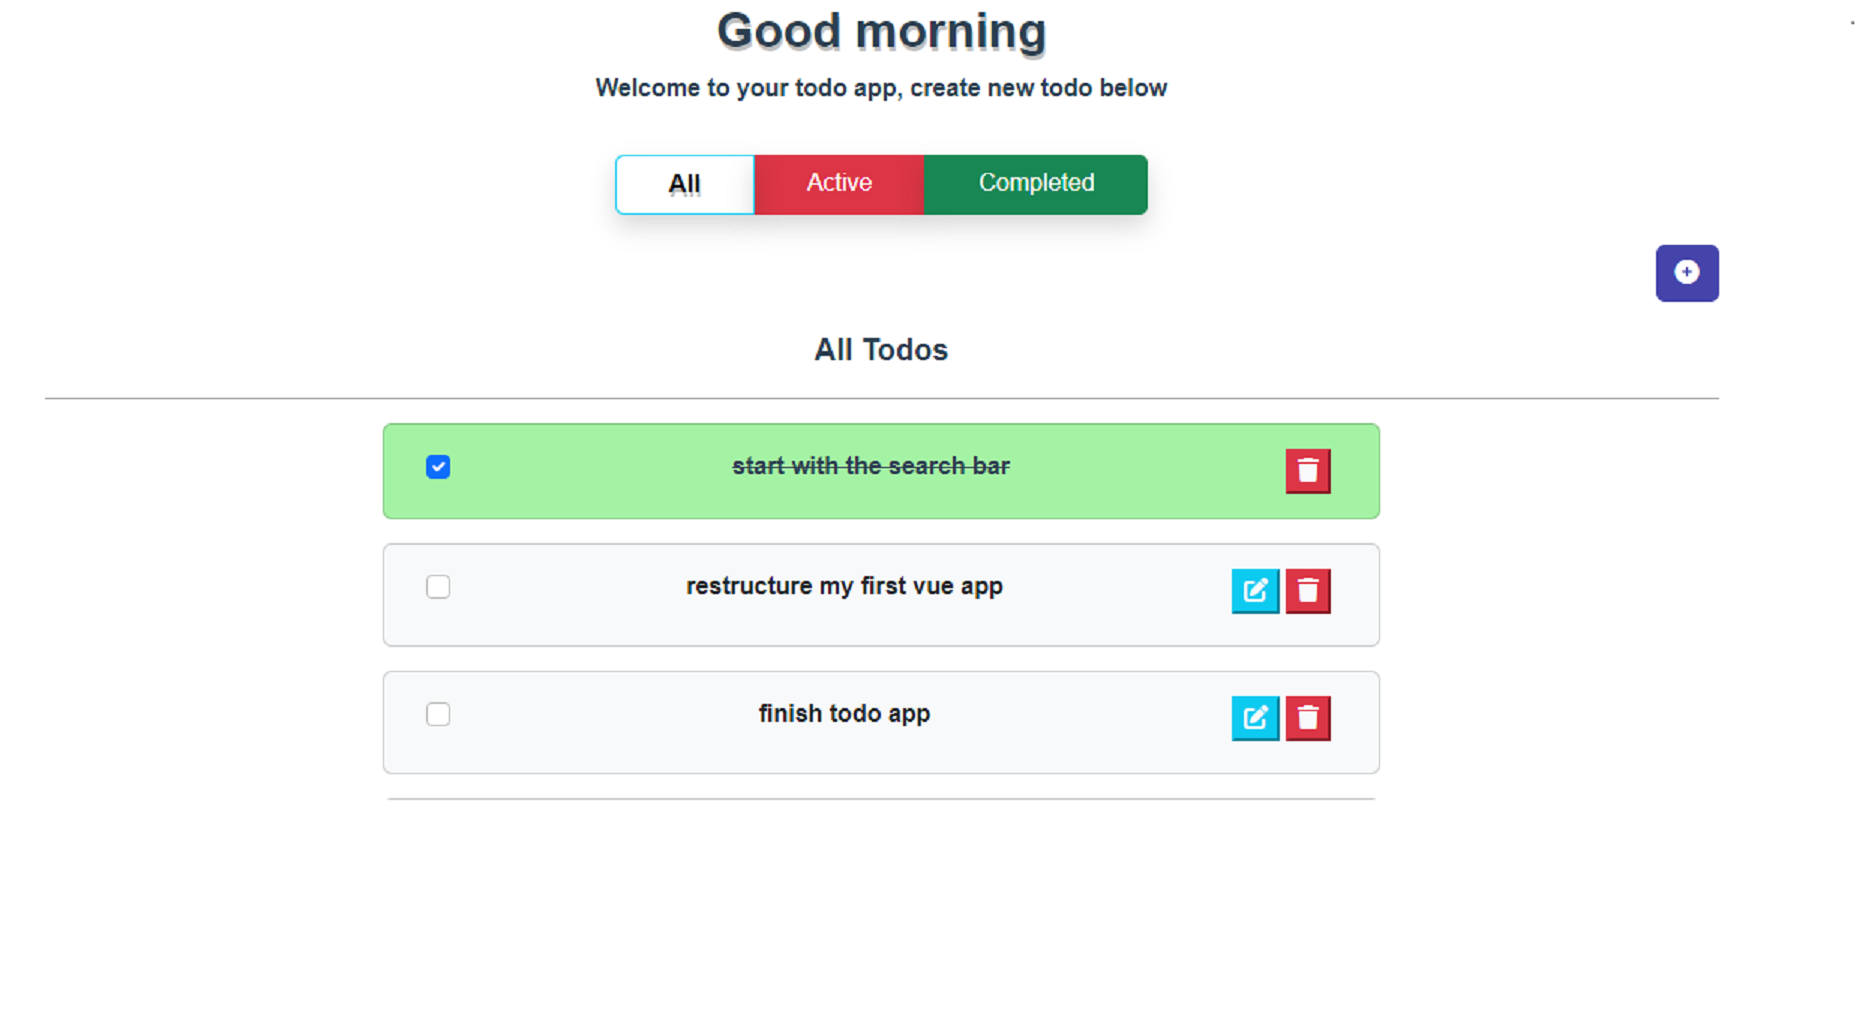 Good morning
Welcome to your todo app, create new todo below
All Active Completed
All Todos
start with the search bar
restructure my first vue app
finish todo app